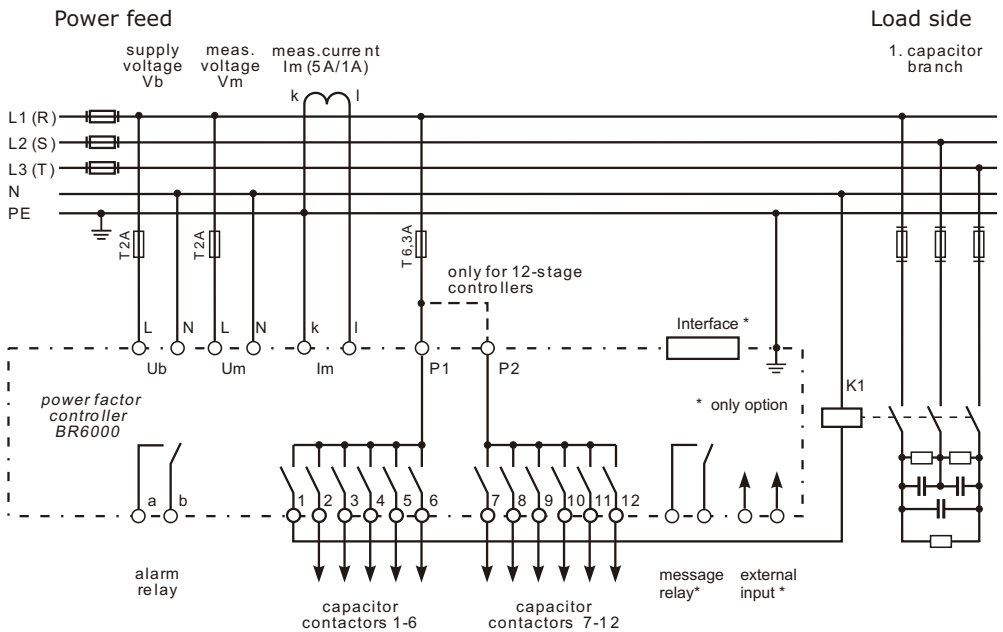 Power feed
Load side
supply
voltage
Vb
meas.
voltage
Vm
meas.current
Im (5A/1A)
1. capacitor
branch
k
l
L1 (R)
L2 (S)
L3 (T)
N
PE
T2A
T2A
T6,3A
only for 12-stage
controllers
L
N
L
N
k
l
Interface *
Ub
Um
Im
P1
P2
K1
power factor
controller
BR6000
* only option
a
b
1
2
3
4
5
6
7
8
9
10
11
12
alarm
relay
capacitor
contactors 1-6
capacitor
contactors 7-12
message
relay*
external
input *